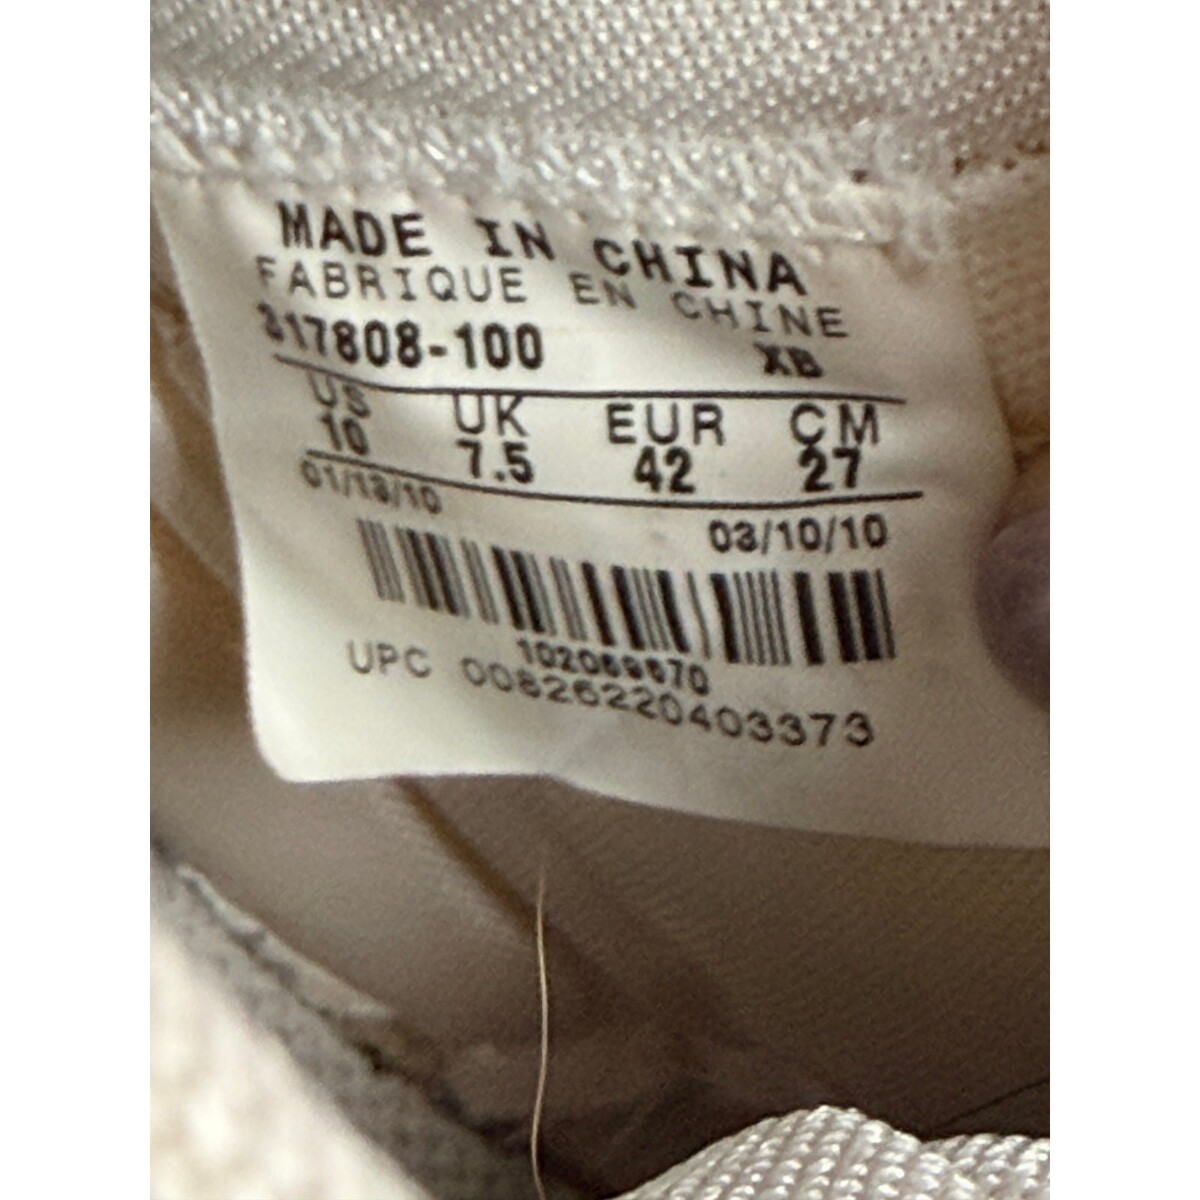 MADE IN CHINA
FABRIQUE EN CHINE
317808-100 XB
US UK EUR CM
10 7.5 42 27
01/13/10 03/10/10
102069670
UPC 00826220403373